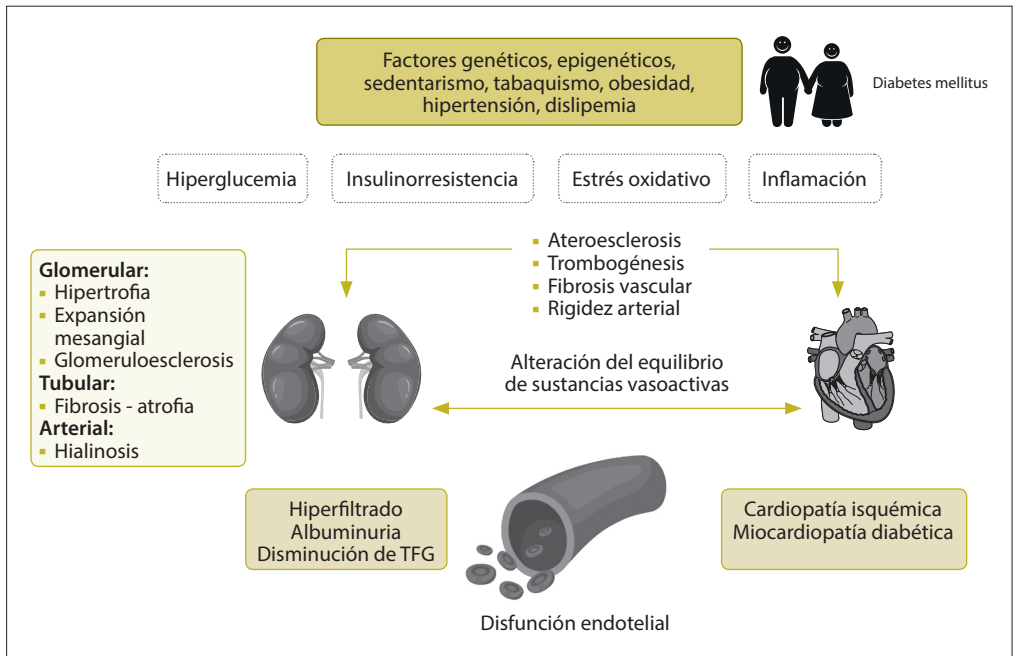 Factores genéticos, epigenéticos,
sedentarismo, tabaquismo, obesidad,
hipertensión, dislipemia
Diabetes mellitus
Hiperglucemia
Insulinorresistencia
Estrés oxidativo
Inflamación
▪ Ateroesclerosis
▪ Trombogénesis
▪ Fibrosis vascular
▪ Rigidez arterial
Glomerular:
▪ Hipertrofia
▪ Expansión
mesangial
▪ Glomeruloesclerosis
Tubular:
▪ Fibrosis - atrofia
Arterial:
▪ Hialinosis
Alteración del equilibrio
de sustancias vasoactivas
Hiperfiltrado
Albuminuria
Disminución de TFG
Cardiopatía isquémica
Miocardiopatía diabética
Disfunción endotelial